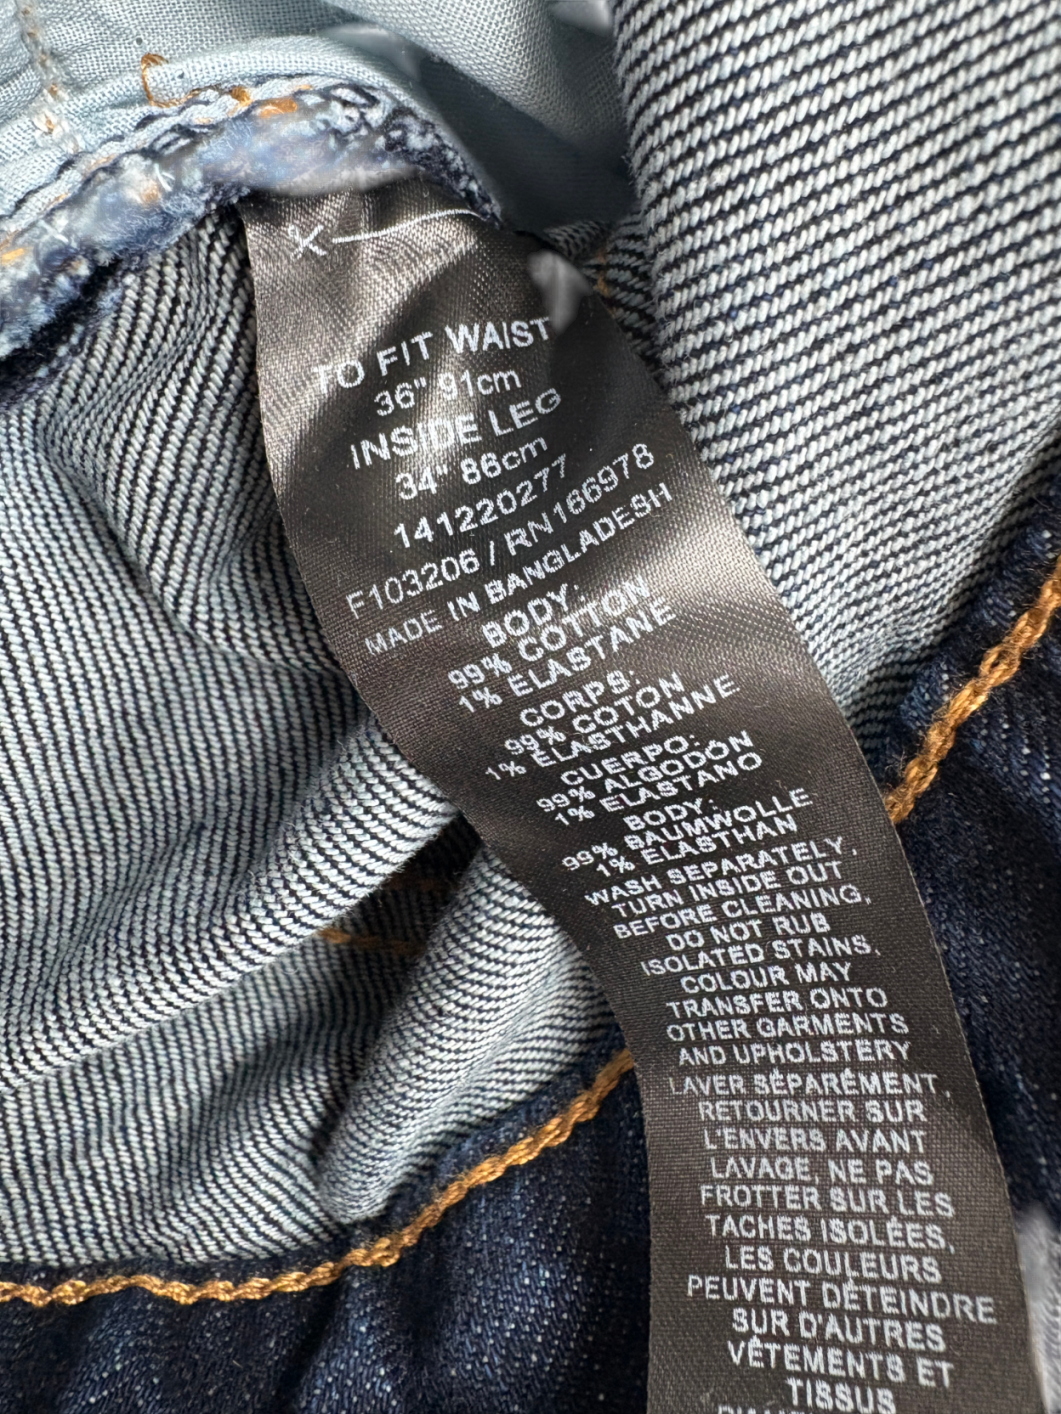 TO FIT WAIST
36" 91cm
INSIDE LEG
34" 86cm
141220277
F103206 / RN166978
MADE IN BANGLADESH
BODY:
99% COTTON
1% ELASTANE
CORPS:
99% COTON
1% ELASTHANNE
CUERPO:
99% ALGODÓN
1% ELASTANO
BODY:
99% BAUMWOLLE
1% ELASTHAN
WASH SEPARATELY,
TURN INSIDE OUT
BEFORE CLEANING,
DO NOT RUB
ISOLATED STAINS,
COLOUR MAY
TRANSFER ONTO
OTHER GARMENTS
AND UPHOLSTERY
LAVER SÉPARÉMENT,
RETOURNER SUR
L'ENVERS AVANT
LAVAGE, NE PAS
FROTTER SUR LES
TACHES ISOLÉES,
LES COULEURS
PEUVENT DÉTEINDRE
SUR D'AUTRES
VÊTEMENTS ET
TISSUS